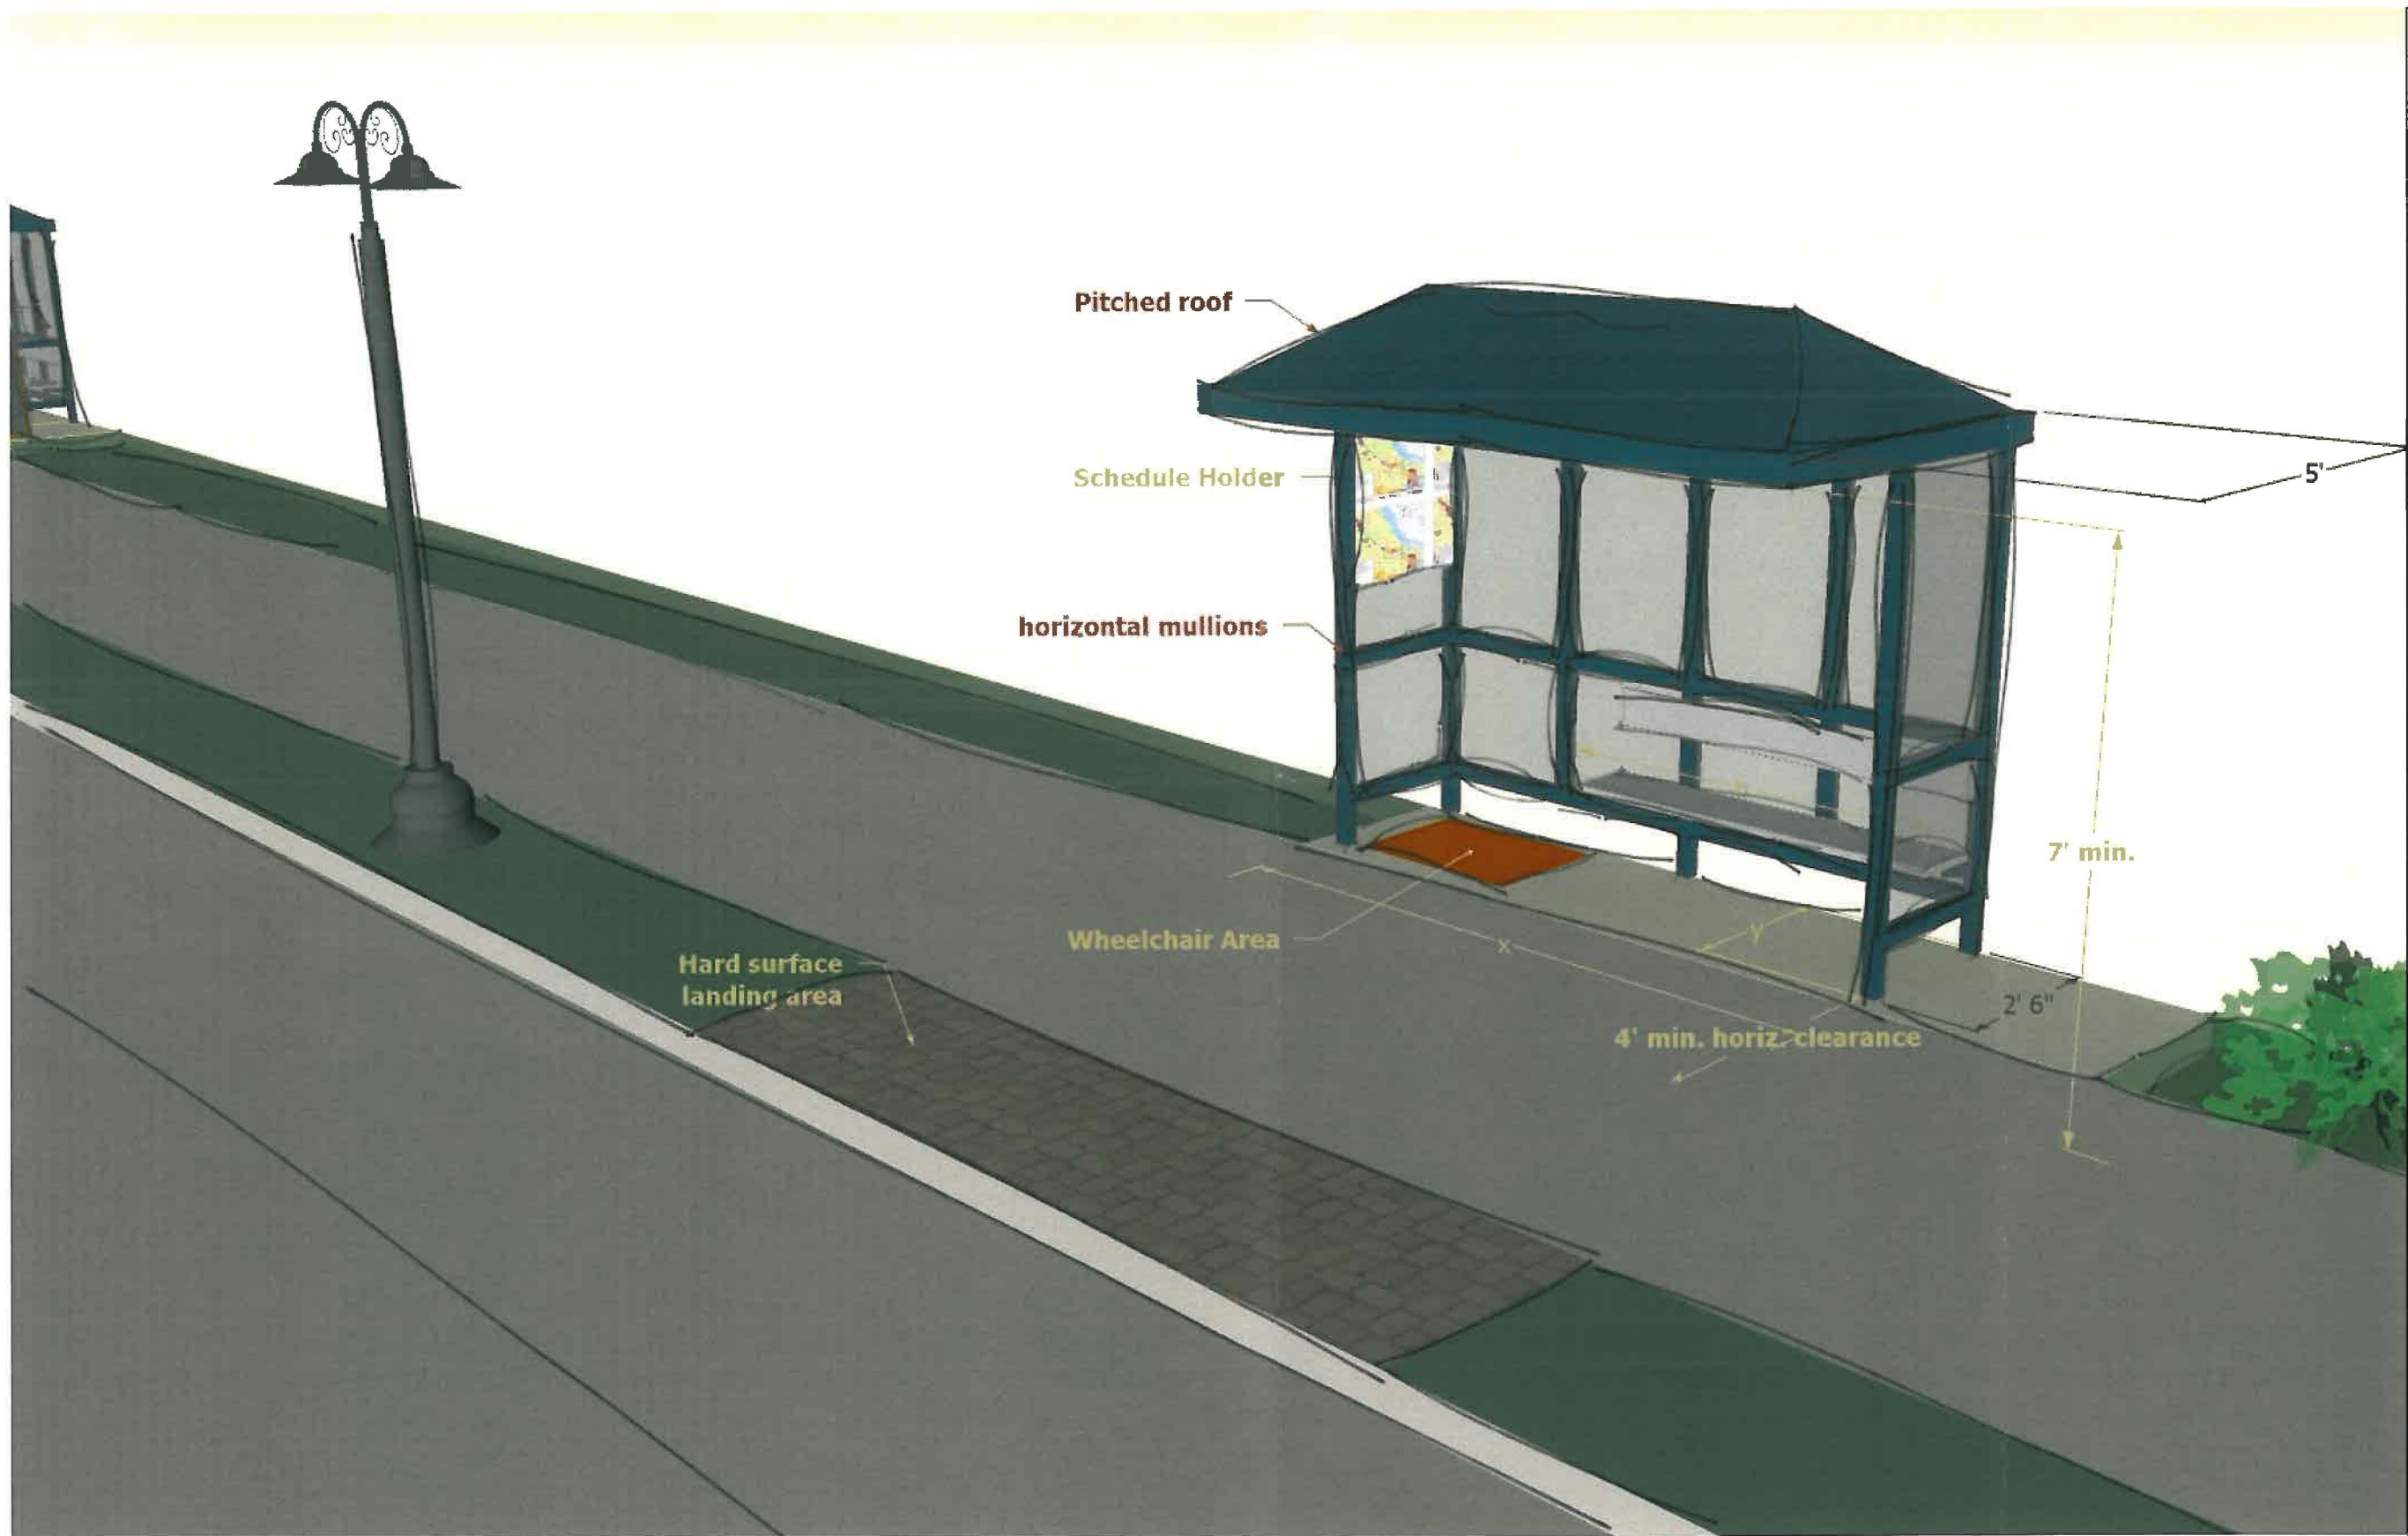 Pitched roof
Schedule Holder
5'
horizontal mullions
7' min.
Wheelchair Area
x
y
Hard surface
landing area
2' 6"
4' min. horiz. clearance